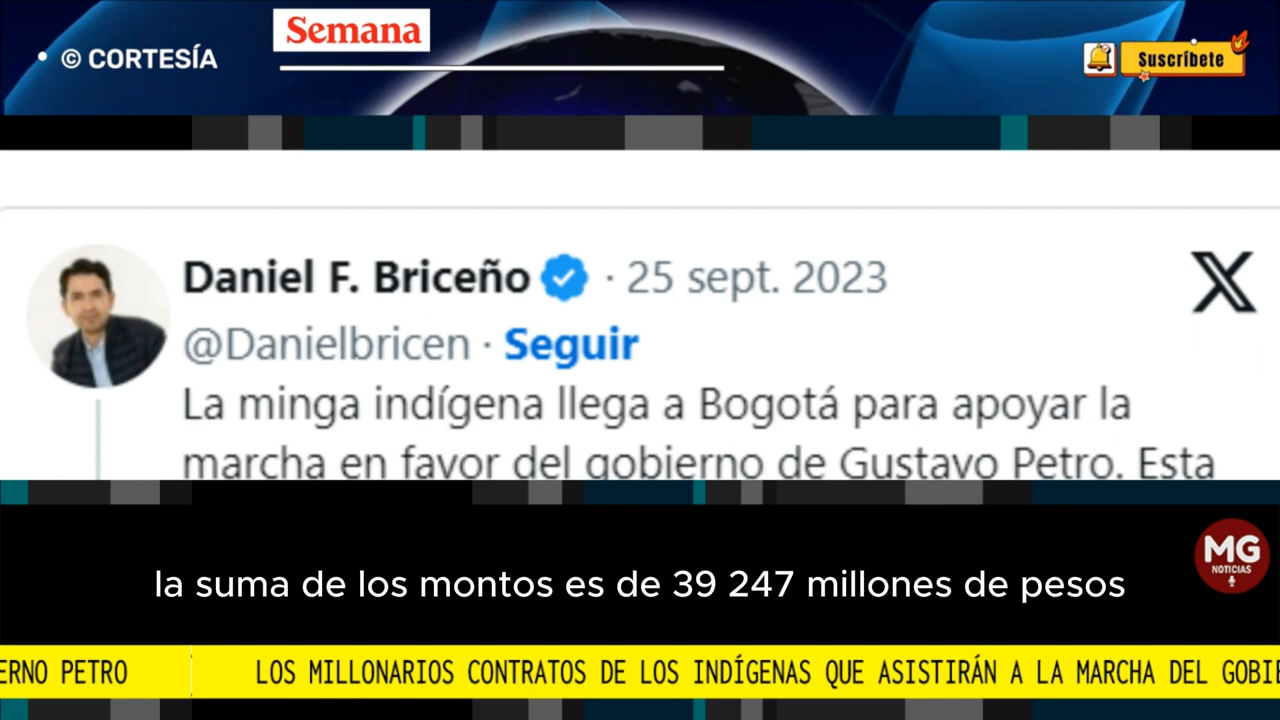 Semana
© CORTESÍA
Suscríbete
Daniel F. Briceño · 25 sept. 2023
@Danielbricen · Seguir
La minga indígena llega a Bogotá para apoyar la
marcha en favor del gobierno de Gustavo Petro. Esta
MG
NOTICIAS
la suma de los montos es de 39 247 millones de pesos
ERNO PETRO
LOS MILLONARIOS CONTRATOS DE LOS INDÍGENAS QUE ASISTIRÁN A LA MARCHA DEL GOBIE